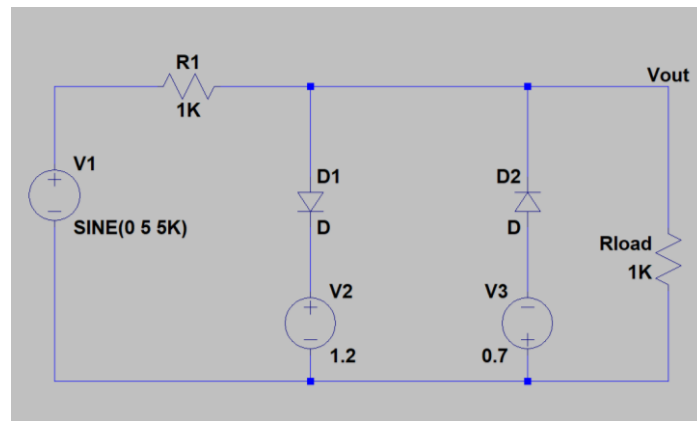 R1
1K
Vout
V1
SINE(0 5 5K)
D1
D
D2
D
Rload
1K
V2
1.2
V3
0.7